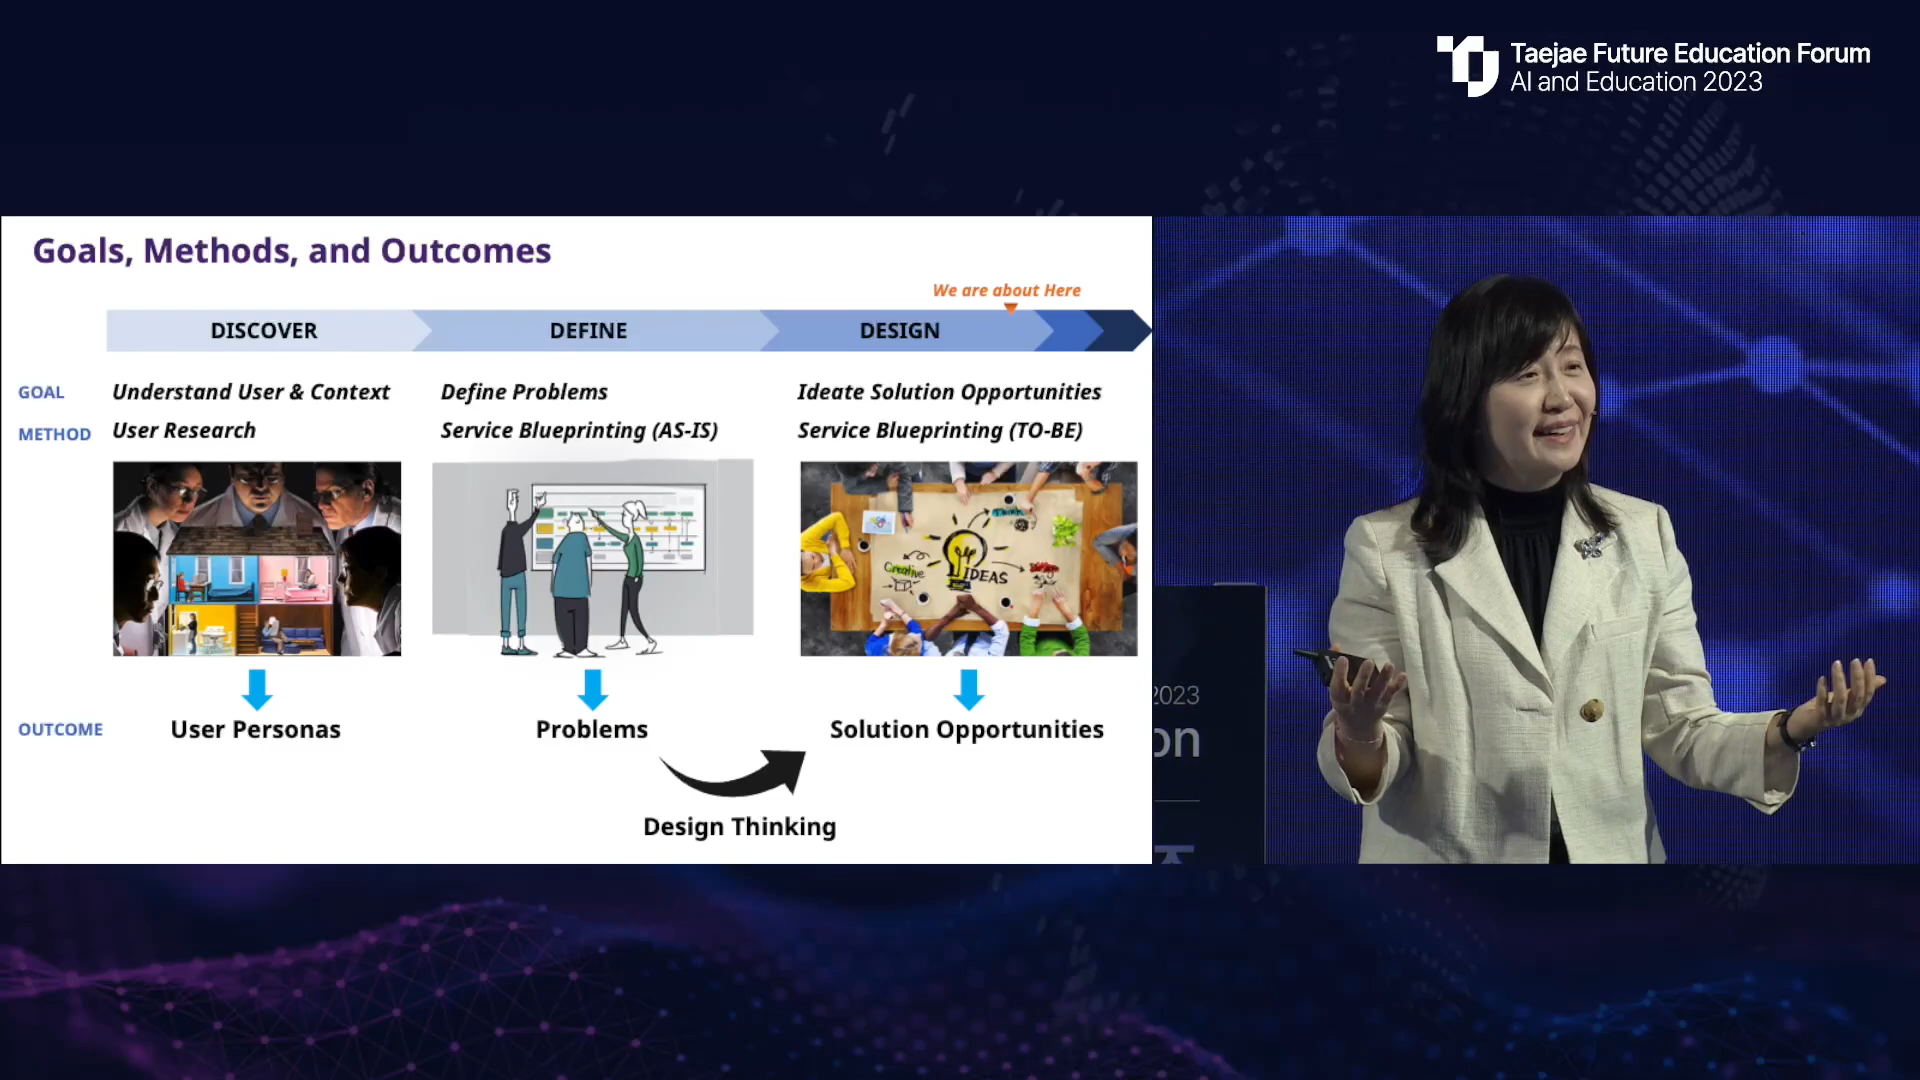 Taejae Future Education Forum
AI and Education 2023
Goals, Methods, and Outcomes
We are about Here
DISCOVER
DEFINE
DESIGN
GOAL
Understand User & Context
Define Problems
Ideate Solution Opportunities
METHOD
User Research
Service Blueprinting (AS-IS)
Service Blueprinting (TO-BE)
Creative
IDEAS
OUTCOME
User Personas
Problems
Solution Opportunities
Design Thinking
2023
on